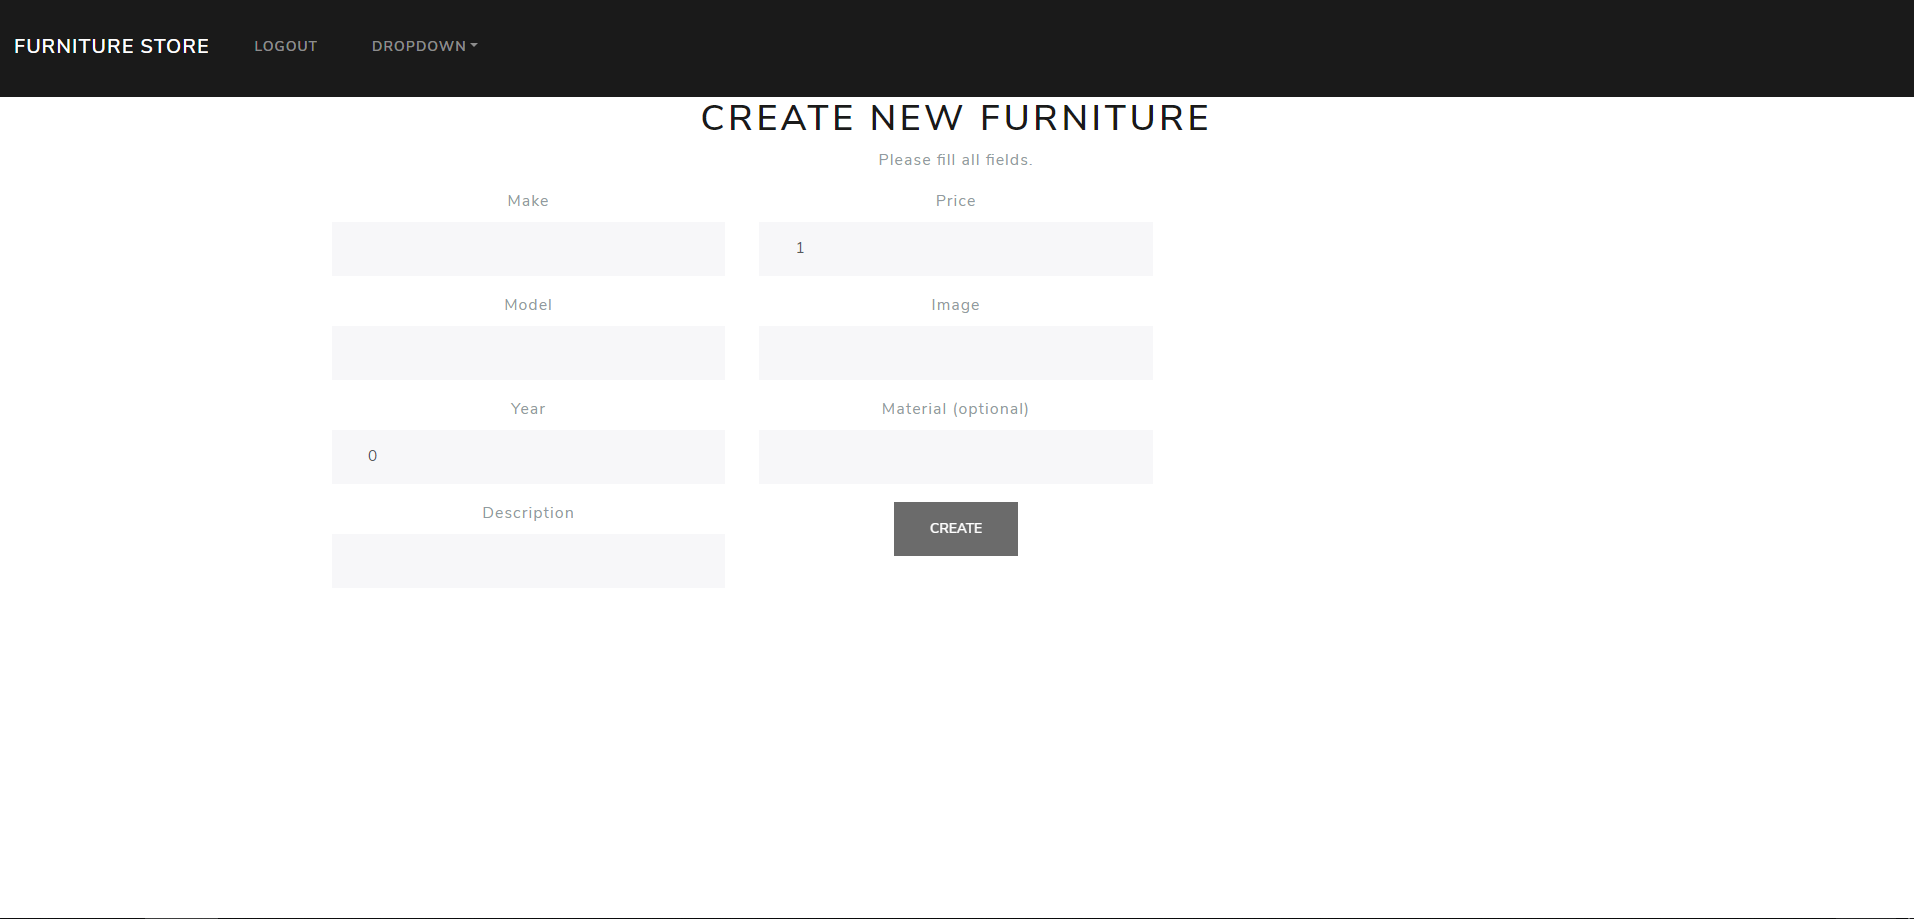 FURNITURE STORE LOGOUT DROPDOWN
CREATE NEW FURNITURE
Please fill all fields.
Make
Price
1
Model
Image
Year
0
Material (optional)
Description
CREATE